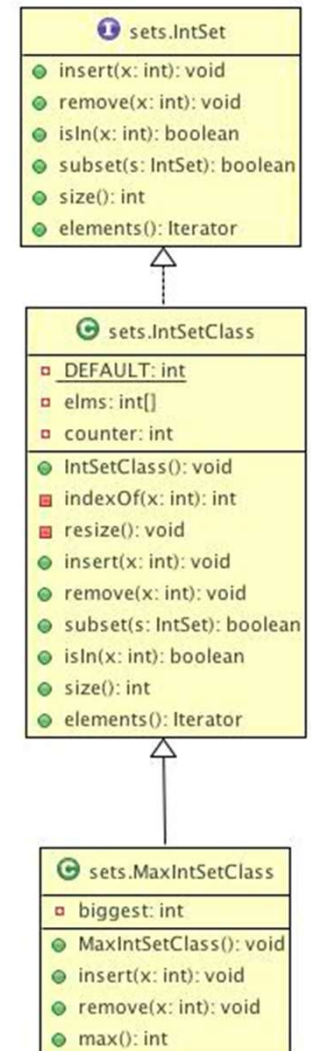 I sets.IntSet
insert(x: int): void
remove(x: int): void
isIn(x: int): boolean
subset(s: IntSet): boolean
size(): int
elements(): Iterator
C sets.IntSetClass
DEFAULT: int
elms: int[]
counter: int
IntSetClass(): void
indexOf(x: int): int
resize(): void
insert(x: int): void
remove(x: int): void
subset(s: IntSet): boolean
isIn(x: int): boolean
size(): int
elements(): Iterator
C sets.MaxIntSetClass
biggest: int
MaxIntSetClass(): void
insert(x: int): void
remove(x: int): void
max(): int